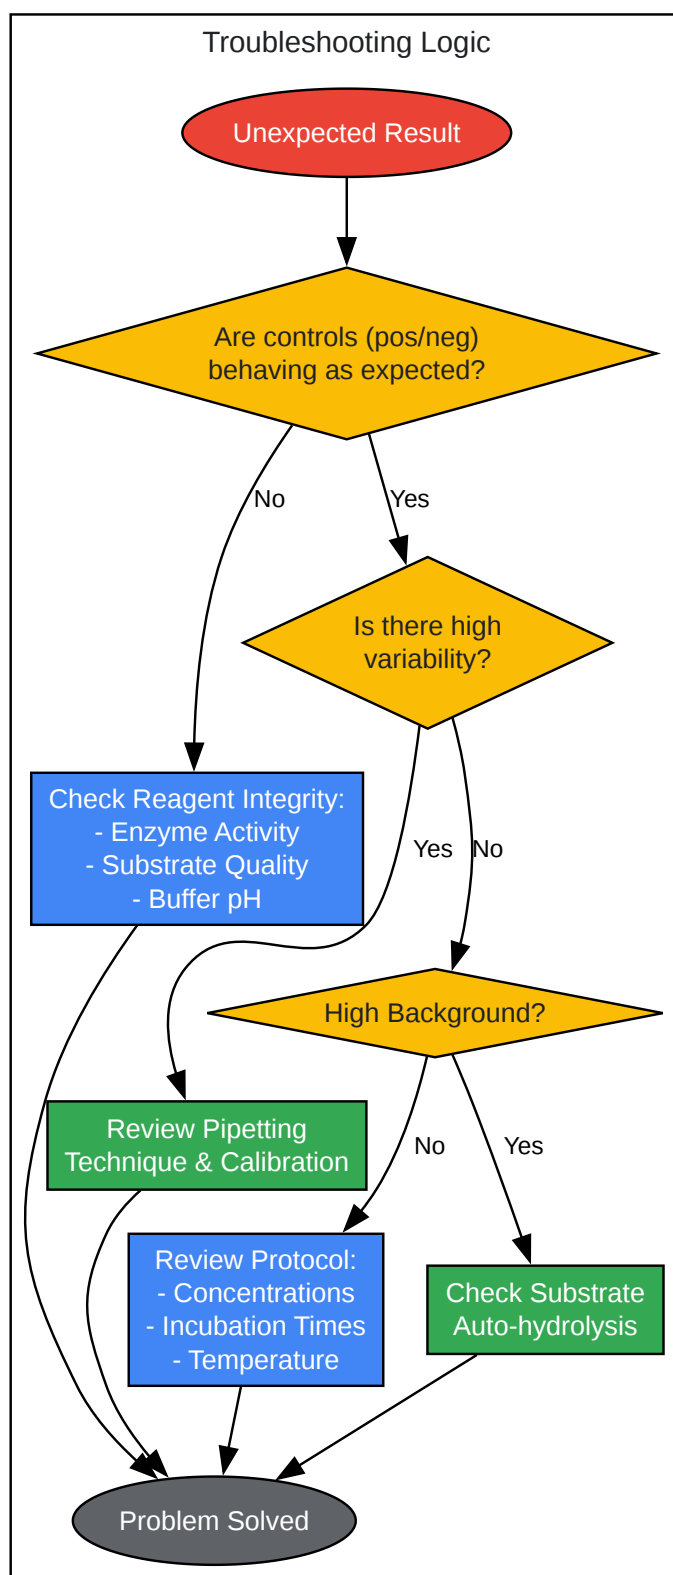 Troubleshooting Logic
Unexpected Result
Are controls (pos/neg)
behaving as expected?
No
Yes
Is there high
variability?
Check Reagent Integrity:
- Enzyme Activity
- Substrate Quality
- Buffer pH
Yes
No
High Background?
Review Pipetting
Technique & Calibration
No
Yes
Review Protocol:
- Concentrations
- Incubation Times
- Temperature
Check Substrate
Auto-hydrolysis
Problem Solved